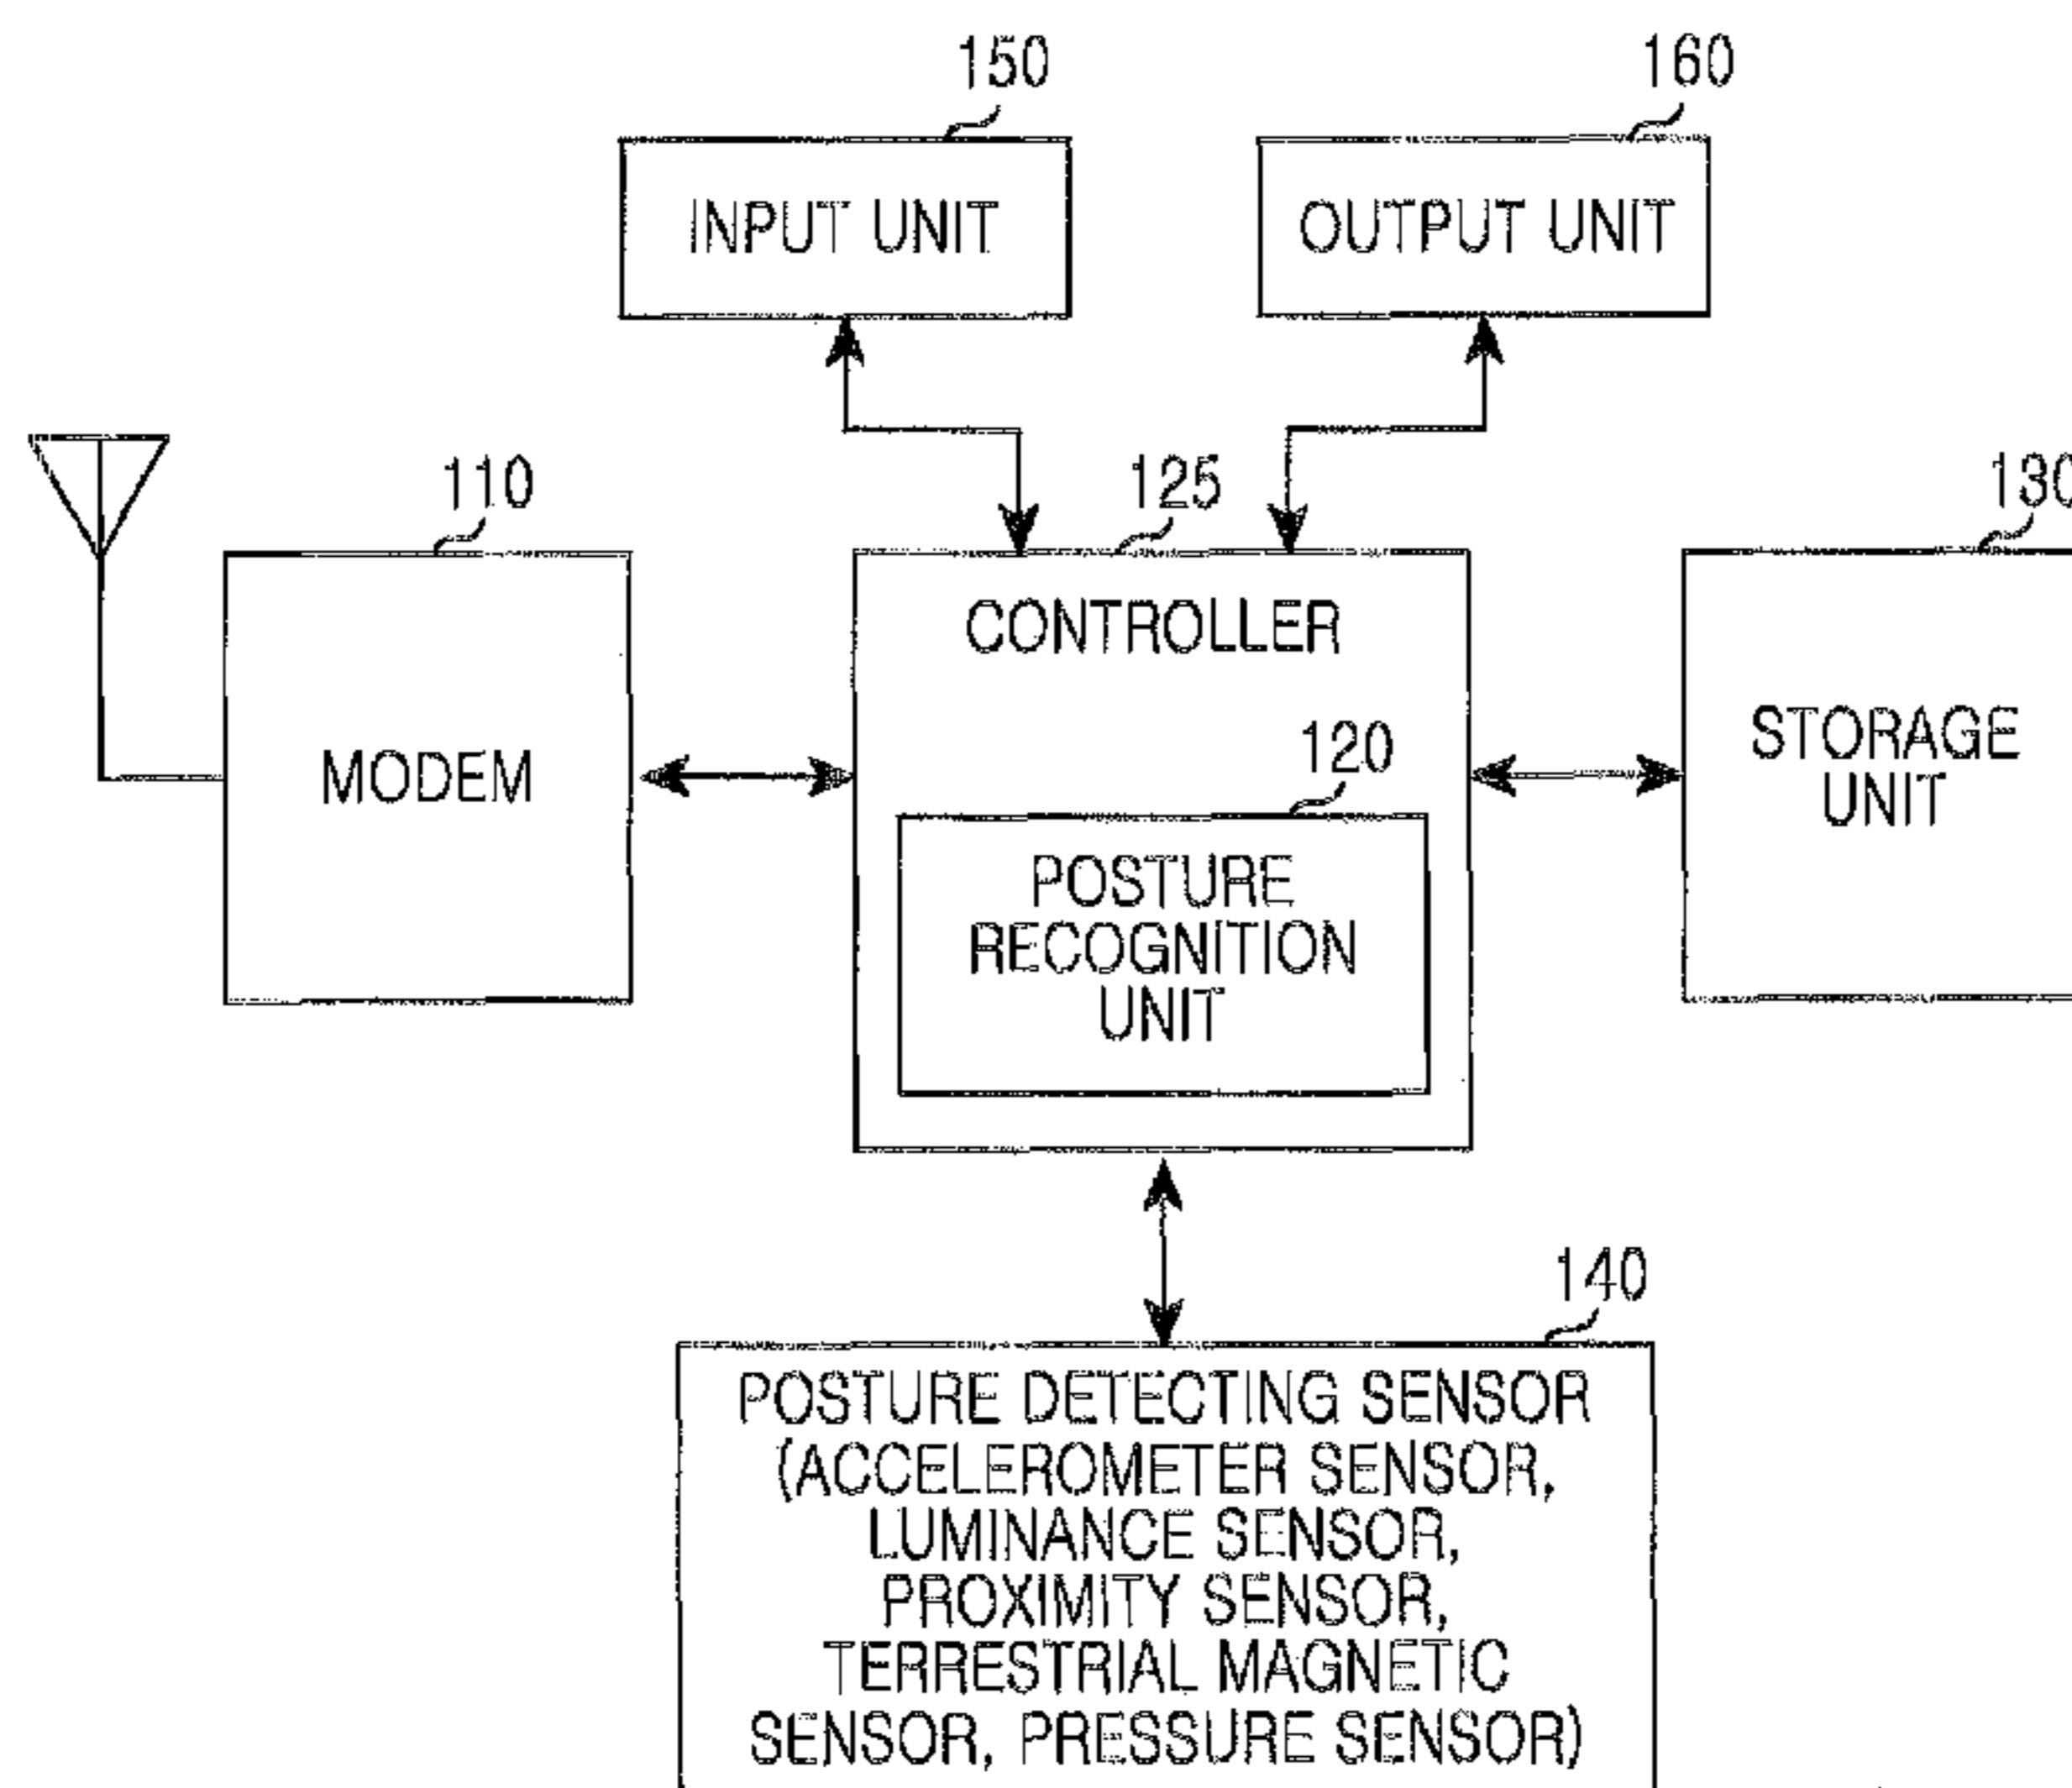 150
160
INPUT UNIT
OUTPUT UNIT
110
125
130
CONTROLLER
MODEM
120
STORAGE
UNIT
POSTURE
RECOGNITION
UNIT
140
POSTURE DETECTING SENSOR
(ACCELEROMETER SENSOR,
LUMINANCE SENSOR,
PROXIMITY SENSOR,
TERRESTRIAL MAGNETIC
SENSOR, PRESSURE SENSOR)